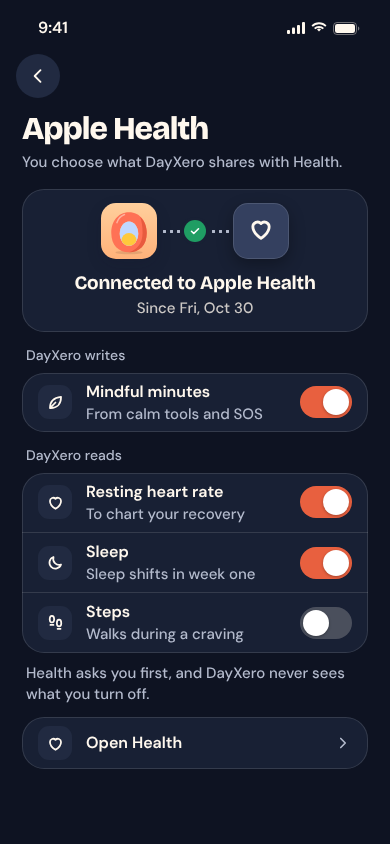 9:41
Apple Health
You choose what DayXero shares with Health.
Connected to Apple Health
Since Fri, Oct 30
DayXero writes
Mindful minutes
From calm tools and SOS
DayXero reads
Resting heart rate
To chart your recovery
Sleep
Sleep shifts in week one
Steps
Walks during a craving
Health asks you first, and DayXero never sees
what you turn off.
Open Health